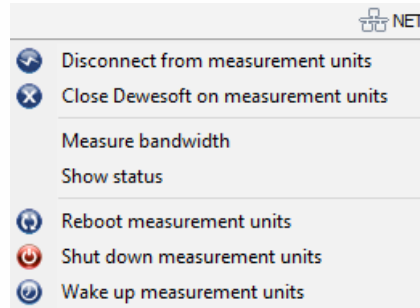 NET
Disconnect from measurement units
Close Dewesoft on measurement units
Measure bandwidth
Show status
Reboot measurement units
Shut down measurement units
Wake up measurement units